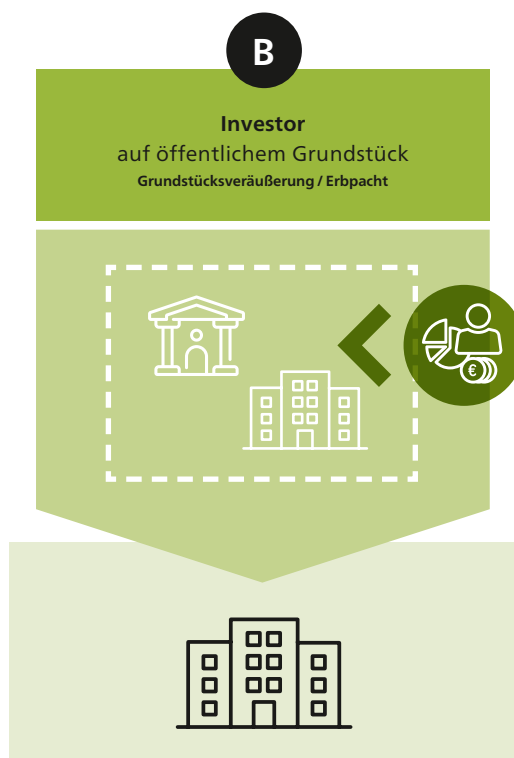 B
Investor
auf öffentlichem Grundstück
Grundstücksveräußerung / Erbpacht
€